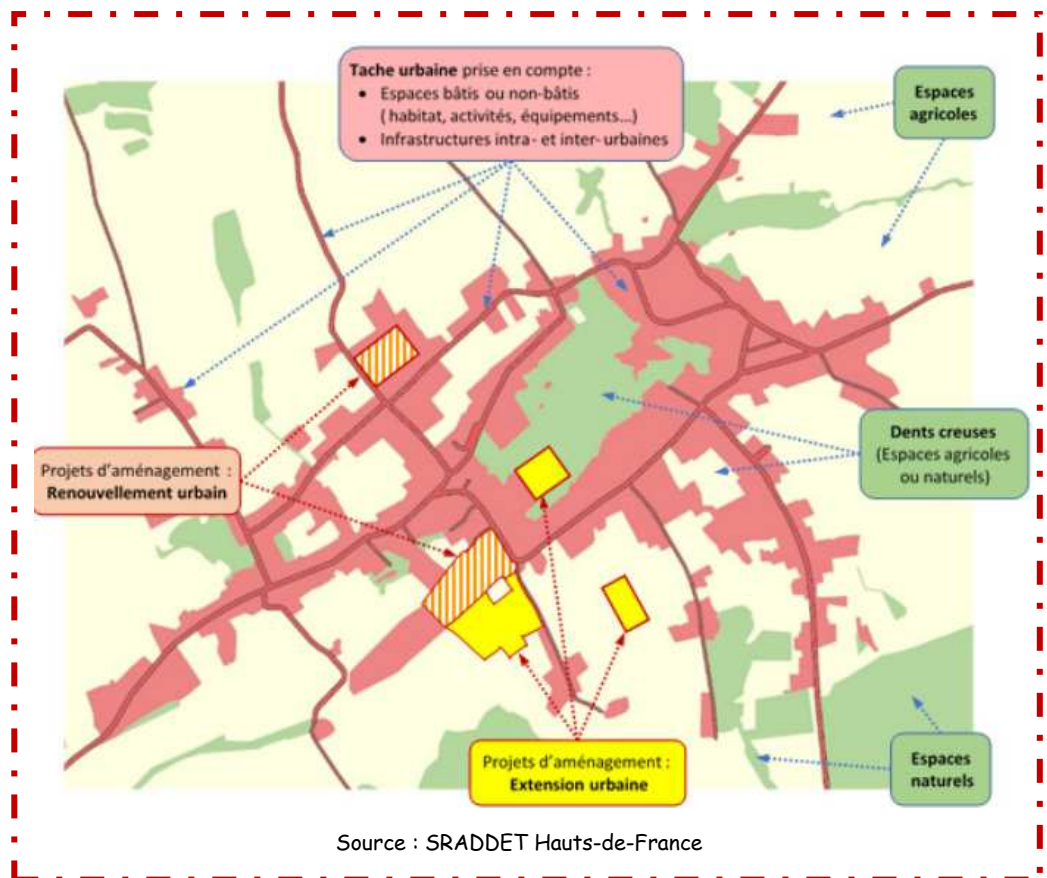 Tache urbaine prise en compte :
• Espaces bâtis ou non-bâtis
( habitat, activités, équipements...)
• Infrastructures intra- et inter- urbaines
Espaces
agricoles
Dents creuses
(Espaces agricoles
ou naturels)
Projets d'aménagement :
Renouvellement urbain
Projets d'aménagement :
Extension urbaine
Espaces
naturels
Source : SRADDET Hauts-de-France